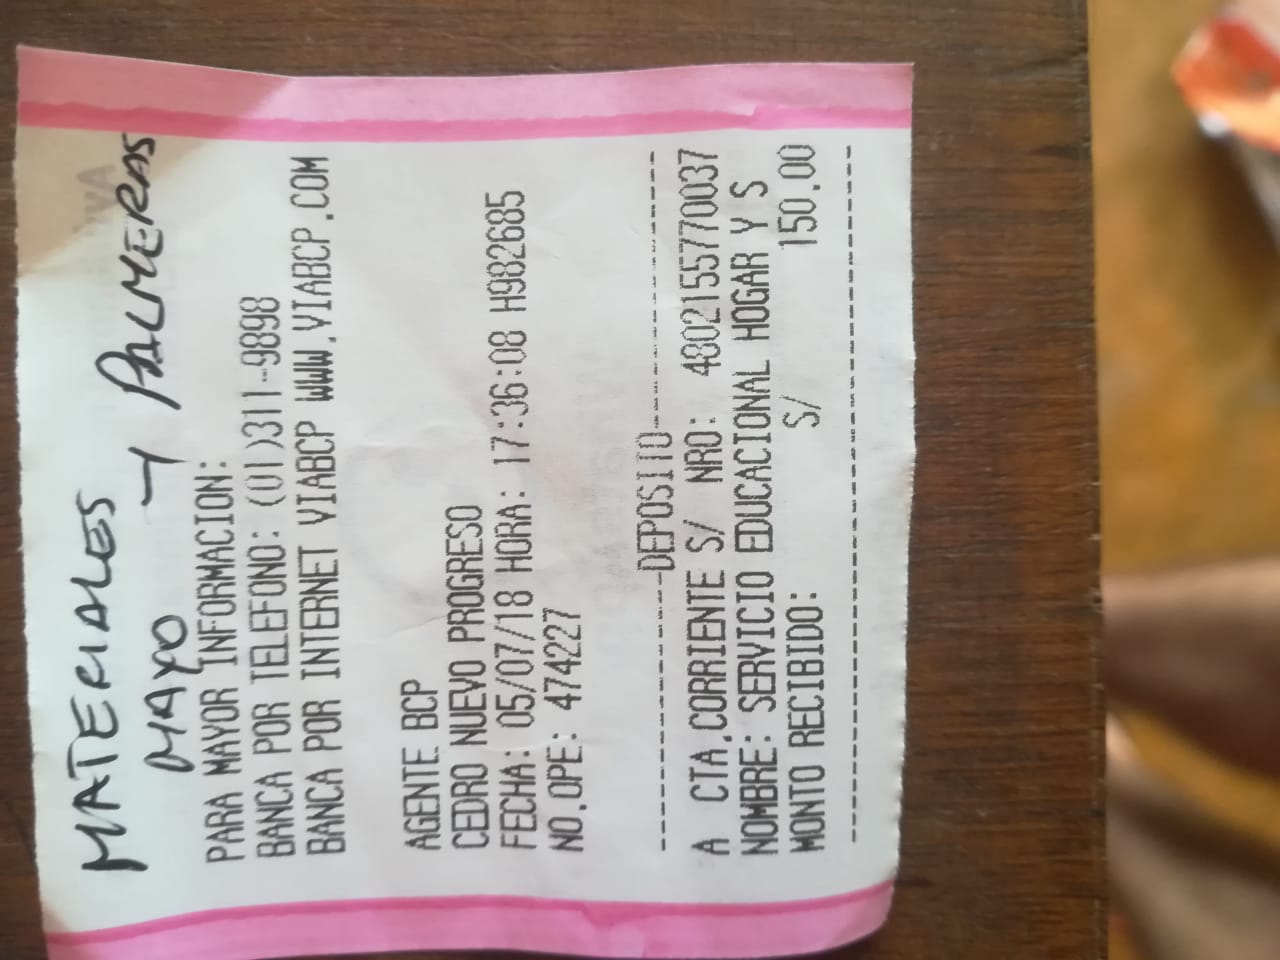 MATERIALES
MAYO - PALMERAS
PARA MAYOR INFORMACION:
BANCA POR TELEFONO: (01)311-9898
BANCA POR INTERNET VIABCP WWW.VIABCP.COM
AGENTE BCP
CEDRO NUEVO PROGRESO
FECHA: 05/07/18 HORA: 17:36:08 H982685
NO.OPE: 474227
--------------------DEPOSITO--------------------
A CTA.CORRIENTE S/ NRO: 4802155770037
NOMBRE: SERVICIO EDUCACIONAL HOGAR Y S
MONTO RECIBIDO: S/ 150.00